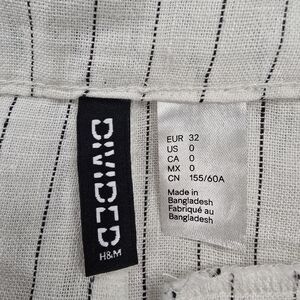 DIVIDED
H&M
EUR 32
US 0
CA 0
MX 0
CN 155/60A
Made in
Bangladesh
Fabriqué au
Bangladesh